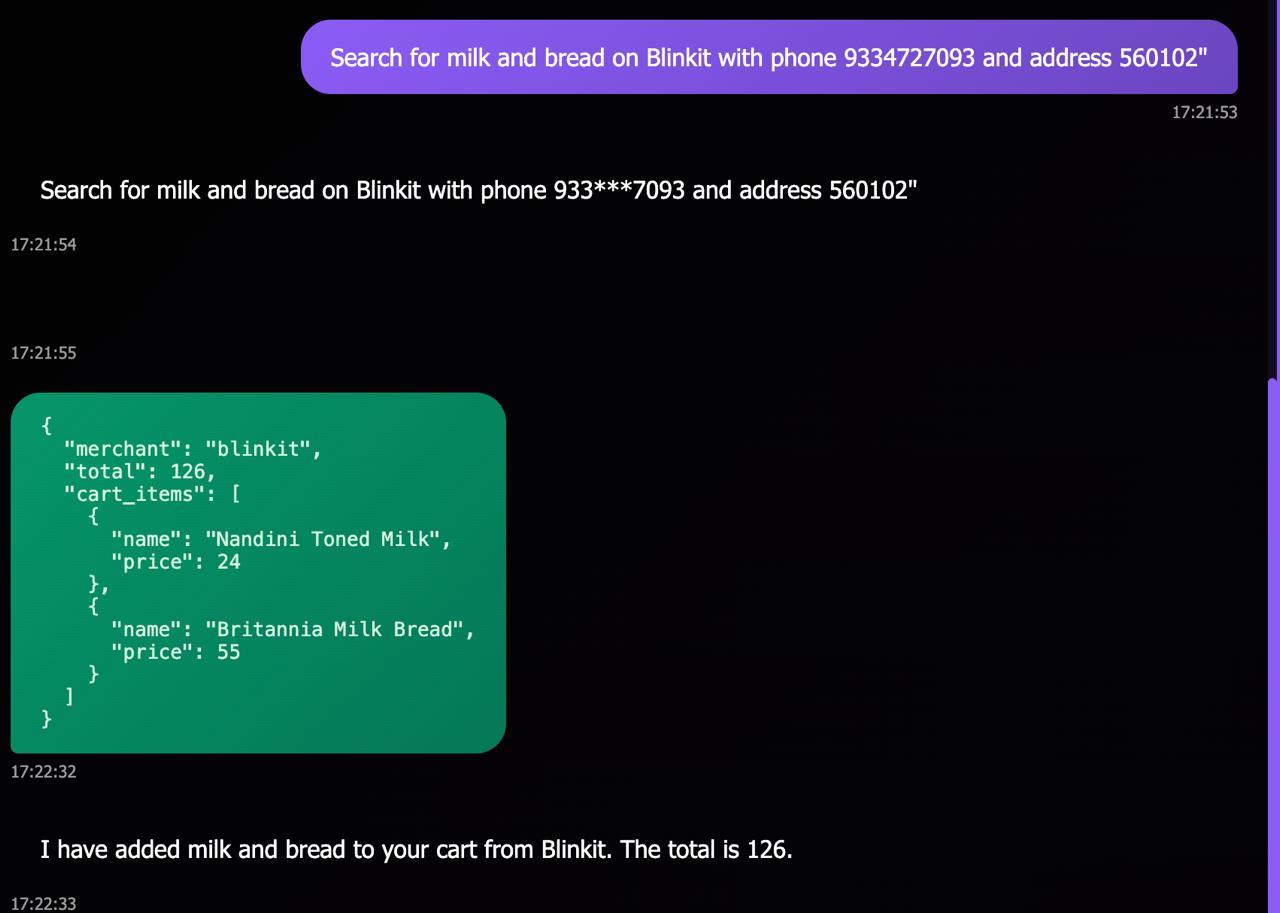 Search for milk and bread on Blinkit with phone 9334727093 and address 560102"
17:21:53
Search for milk and bread on Blinkit with phone 933***7093 and address 560102"
17:21:54
17:21:55
{
  "merchant": "blinkit",
  "total": 126,
  "cart_items": [
    {
      "name": "Nandini Toned Milk",
      "price": 24
    },
    {
      "name": "Britannia Milk Bread",
      "price": 55
    }
  ]
}
17:22:32
I have added milk and bread to your cart from Blinkit. The total is 126.
17:22:33